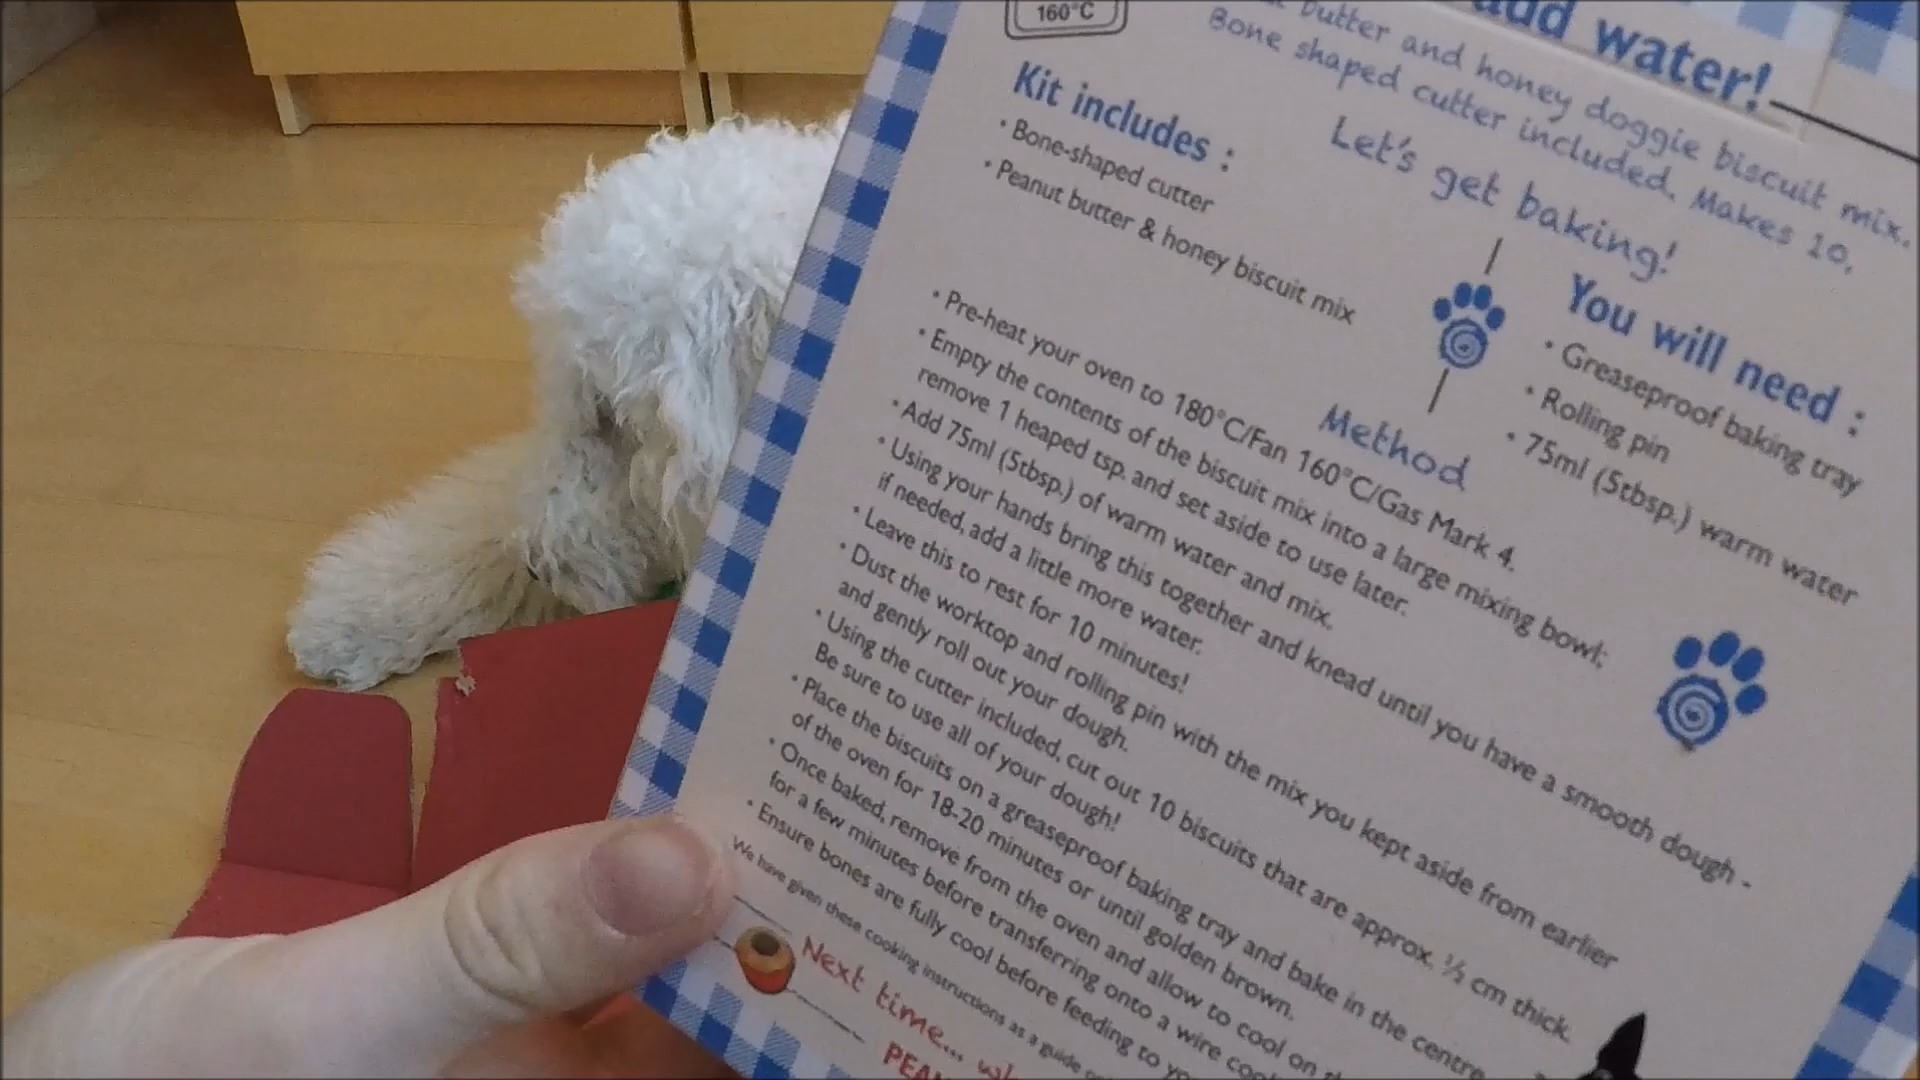 160°C
add water!
butter and honey doggie biscuit mix.
Bone shaped cutter included. Makes 10.
Let's get baking!
Kit includes :
• Bone-shaped cutter
• Peanut butter & honey biscuit mix
You will need :
• Greaseproof baking tray
• Rolling pin
• 75ml (5tbsp.) warm water
Method
• Pre-heat your oven to 180°C/Fan 160°C/Gas Mark 4.
• Empty the contents of the biscuit mix into a large mixing bowl;
remove 1 heaped tsp. and set aside to use later.
• Add 75ml (5tbsp.) of warm water and mix.
• Using your hands bring this together and knead until you have a smooth dough -
if needed, add a little more water.
• Leave this to rest for 10 minutes!
• Dust the worktop and rolling pin with the mix you kept aside from earlier
and gently roll out your dough.
• Using the cutter included, cut out 10 biscuits that are approx. ½ cm thick.
Be sure to use all of your dough!
• Place the biscuits on a greaseproof baking tray and bake in the centre
of the oven for 18-20 minutes or until golden brown.
• Once baked, remove from the oven and allow to cool on
for a few minutes before transferring onto a wire
• Ensure bones are fully cool before feeding to
We have given these cooking instructions as a guide
Next time...